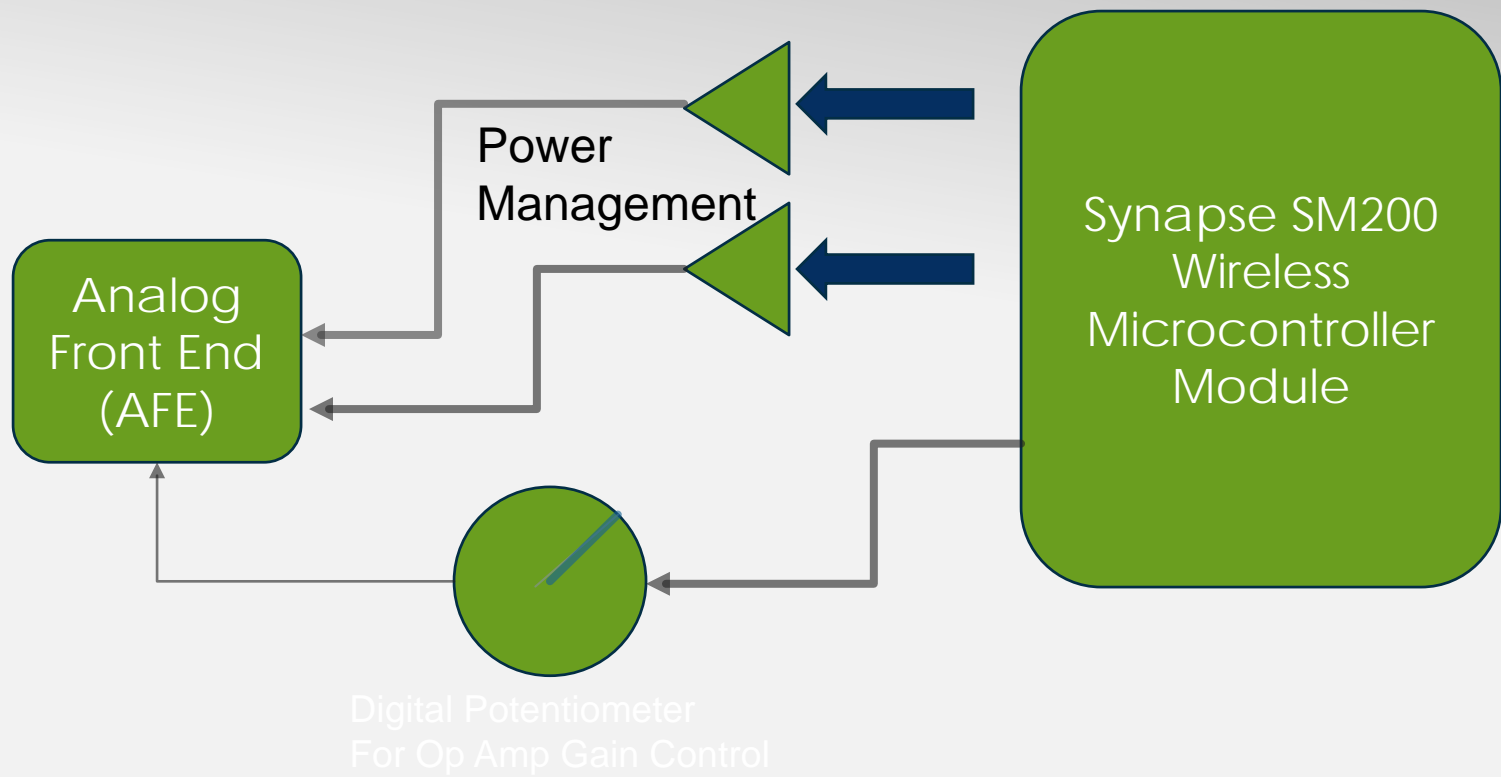 Power
Management
Analog
Front End
(AFE)
Synapse SM200
Wireless
Microcontroller
Module
Digital Potentiometer
For Op Amp Gain Control